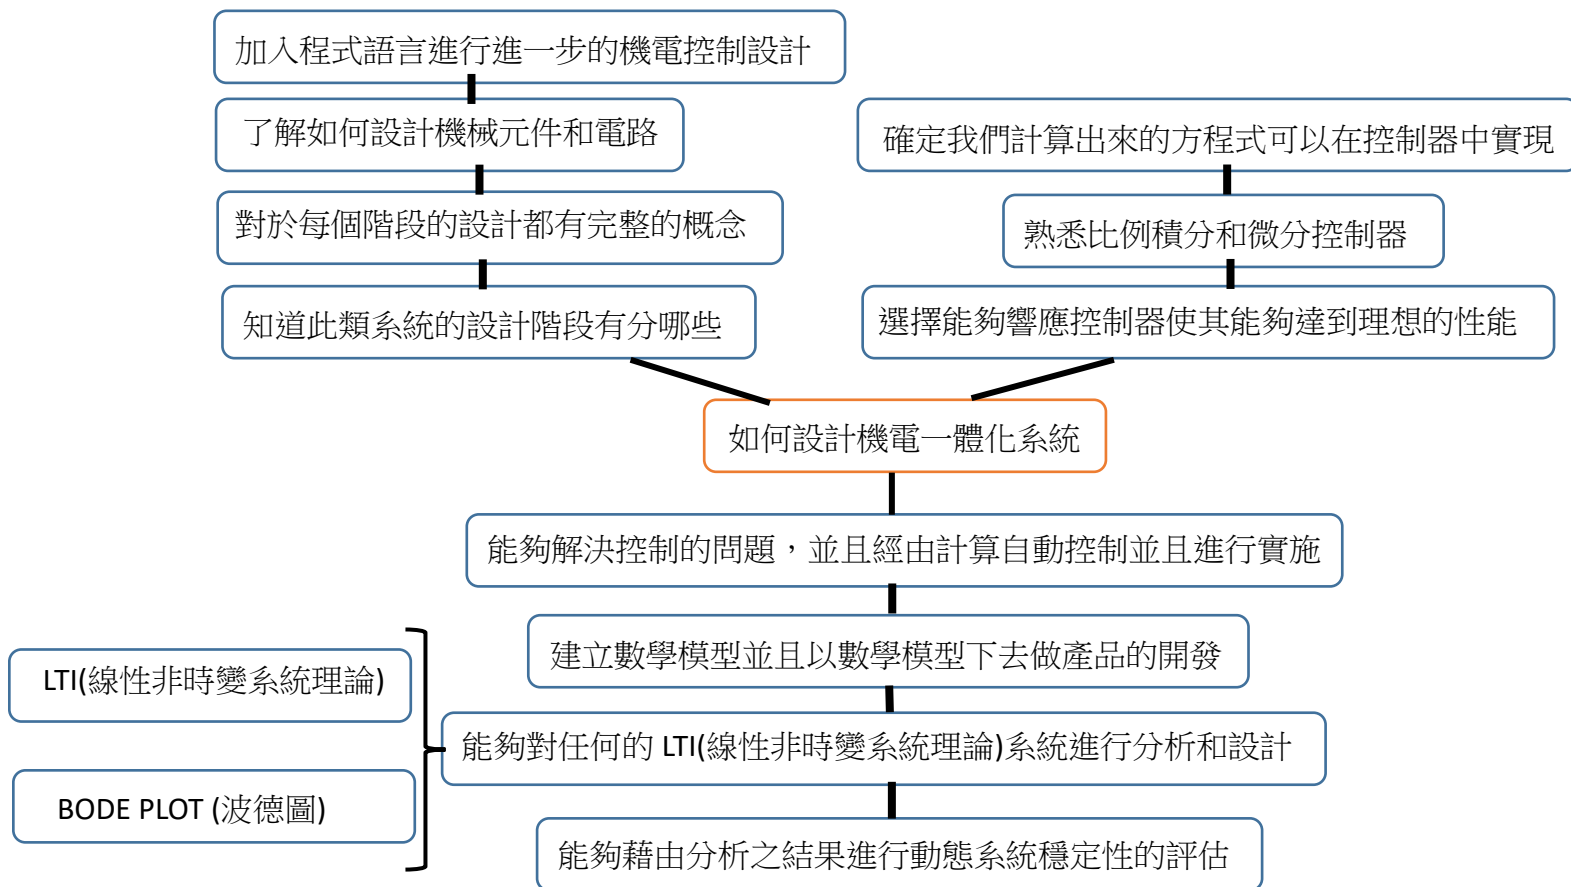 加入程式語言進行進一步的機電控制設計
了解如何設計機械元件和電路
對於每個階段的設計都有完整的概念
知道此類系統的設計階段有分哪些
確定我們計算出來的方程式可以在控制器中實現
熟悉比例積分和微分控制器
選擇能夠響應控制器使其能夠達到理想的性能
如何設計機電一體化系統
能夠解決控制的問題，並且經由計算自動控制並且進行實施
建立數學模型並且以數學模型下去做產品的開發
LTI(線性非時變系統理論)
能夠對任何的 LTI(線性非時變系統理論)系統進行分析和設計
BODE PLOT (波德圖)
能夠藉由分析之結果進行動態系統穩定性的評估